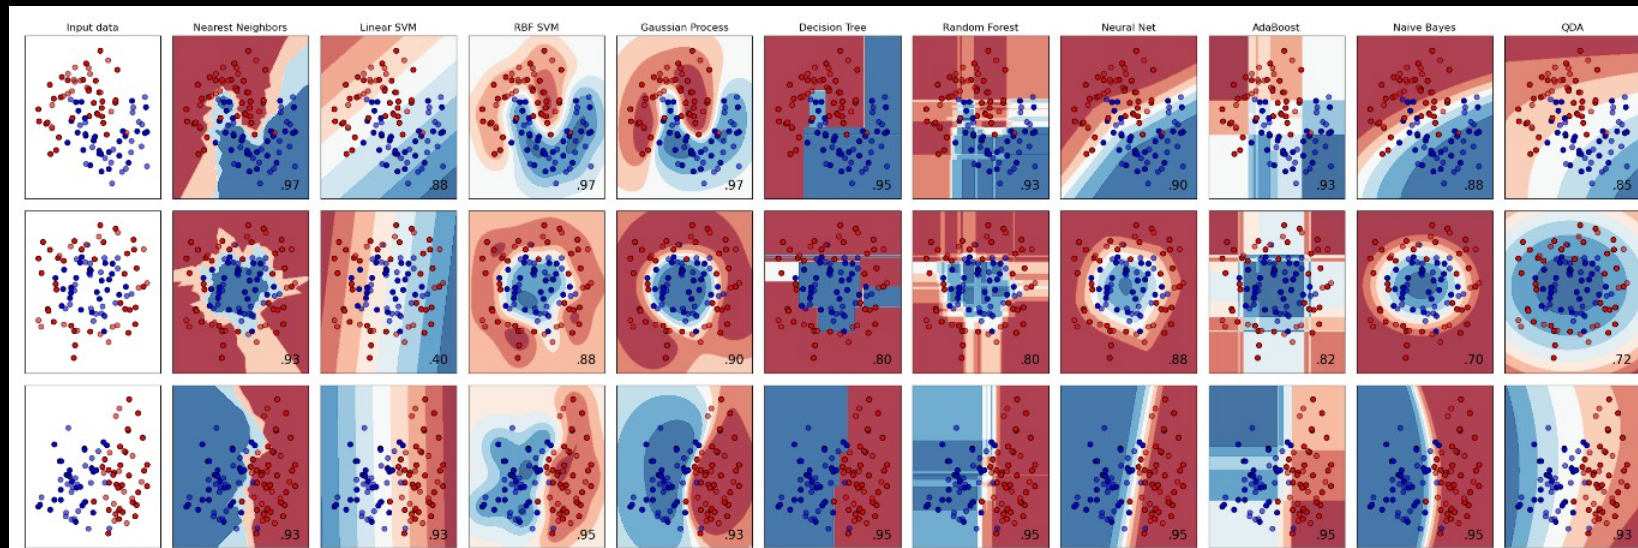 Input data Nearest Neighbors Linear SVM RBF SVM Gaussian Process Decision Tree Random Forest Neural Net AdaBoost Naive Bayes QDA
.97 .88 .97 .97 .95 .93 .90 .93 .88 .85
.93 .40 .88 .90 .80 .80 .88 .82 .70 .72
.93 .93 .95 .93 .95 .95 .95 .95 .95 .93